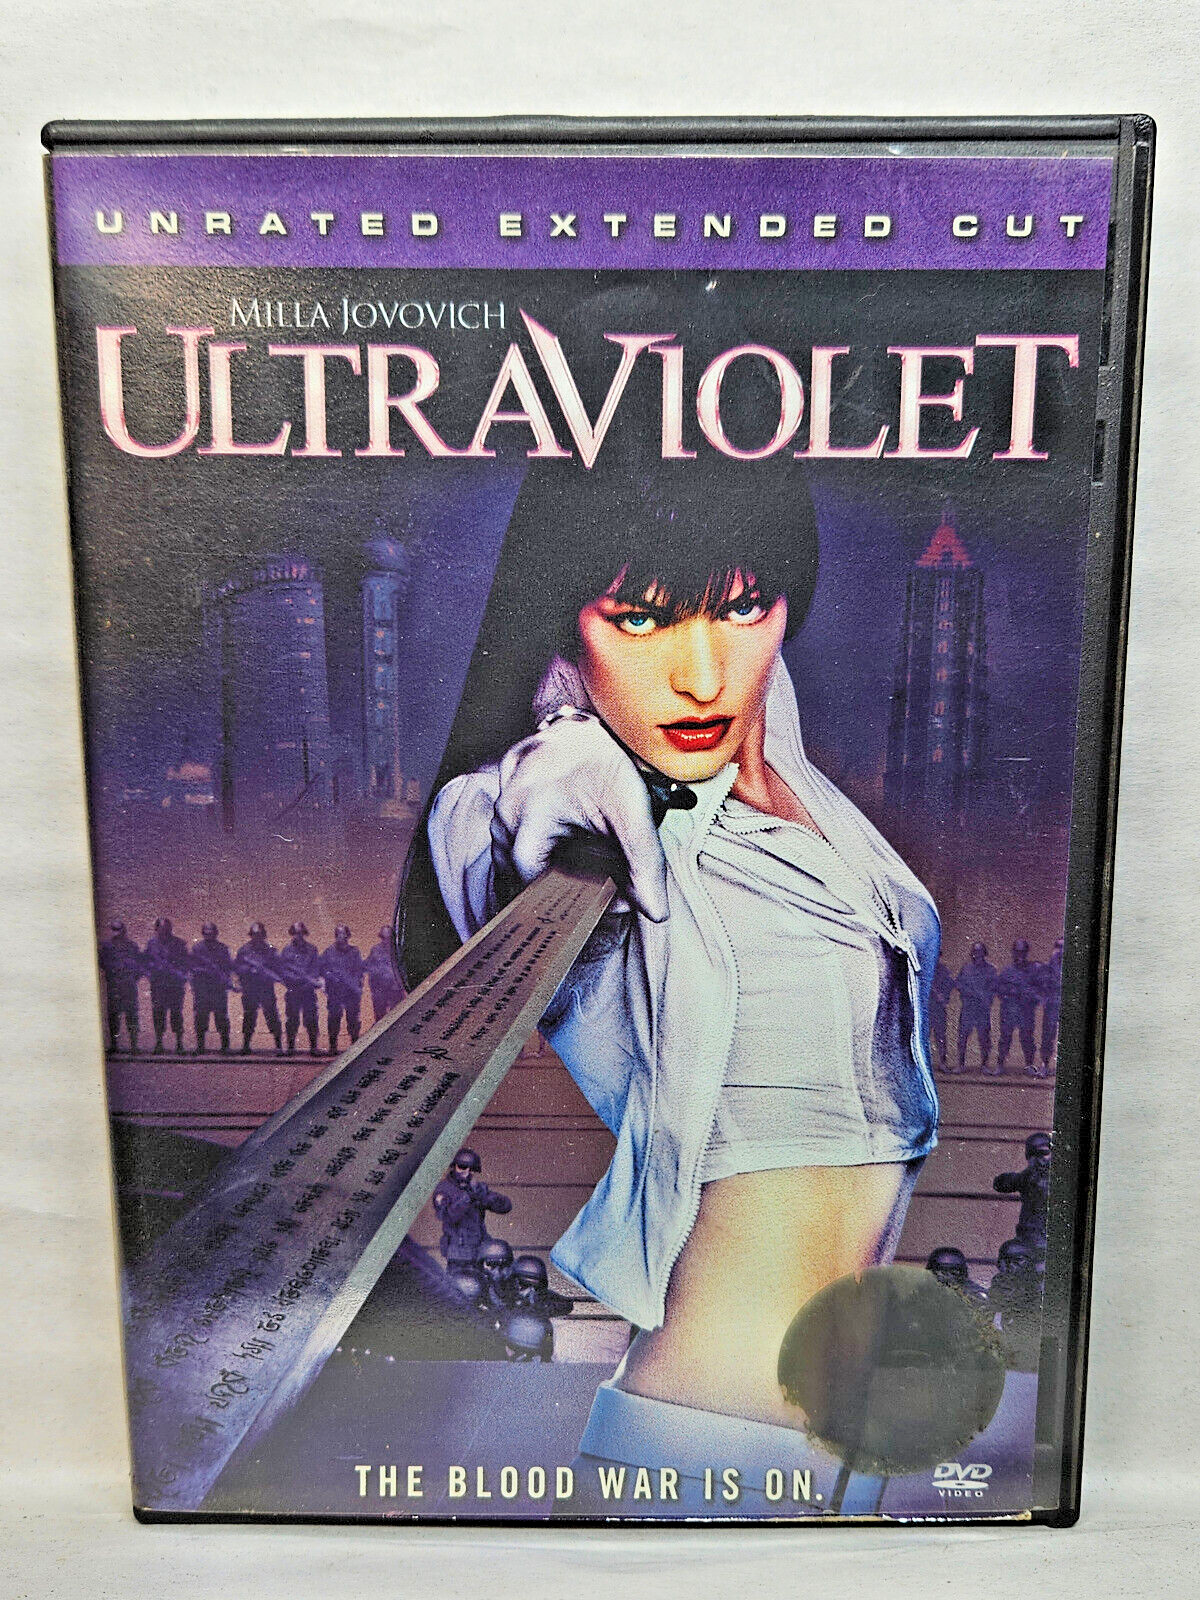 UNRATED EXTENDED CUT
MILLA JOVOVICH
ULTRAVIOLET
THE BLOOD WAR IS ON.
DVD
VIDEO